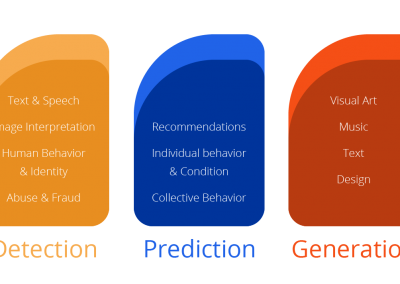 Text & Speech
mage Interpretation
Human Behavior
& Identity
Abuse & Fraud
Detection
Recommendations
Individual behavior
& Condition
Collective Behavior
Prediction
Visual Art
Music
Text
Design
Generatio